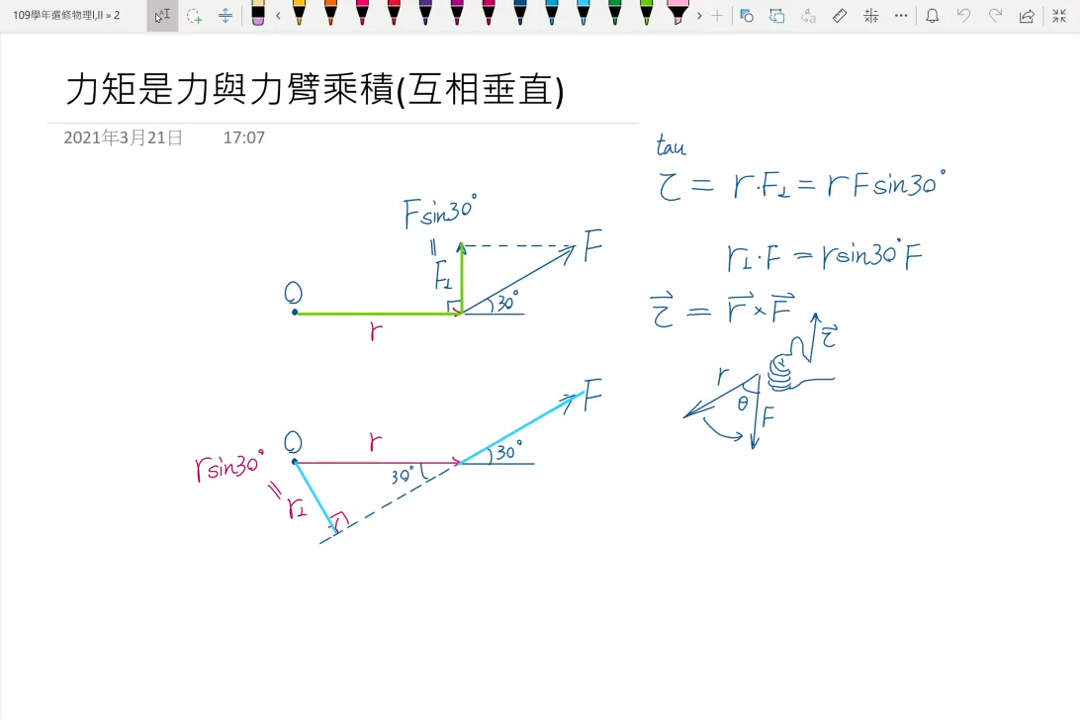 109學年選修物理I,II » 2
力矩是力與力臂乘積(互相垂直)
2021年3月21日 17:07
tau
τ = r·F⊥ = rFsin30°
r⊥·F = rsin30°F
τ⃗ = r⃗ × F⃗
Fsin30°
=
F⊥
F
30°
O
r
τ⃗
r
θ
F
F
O
r
30°
30°
rsin30°
=
r⊥